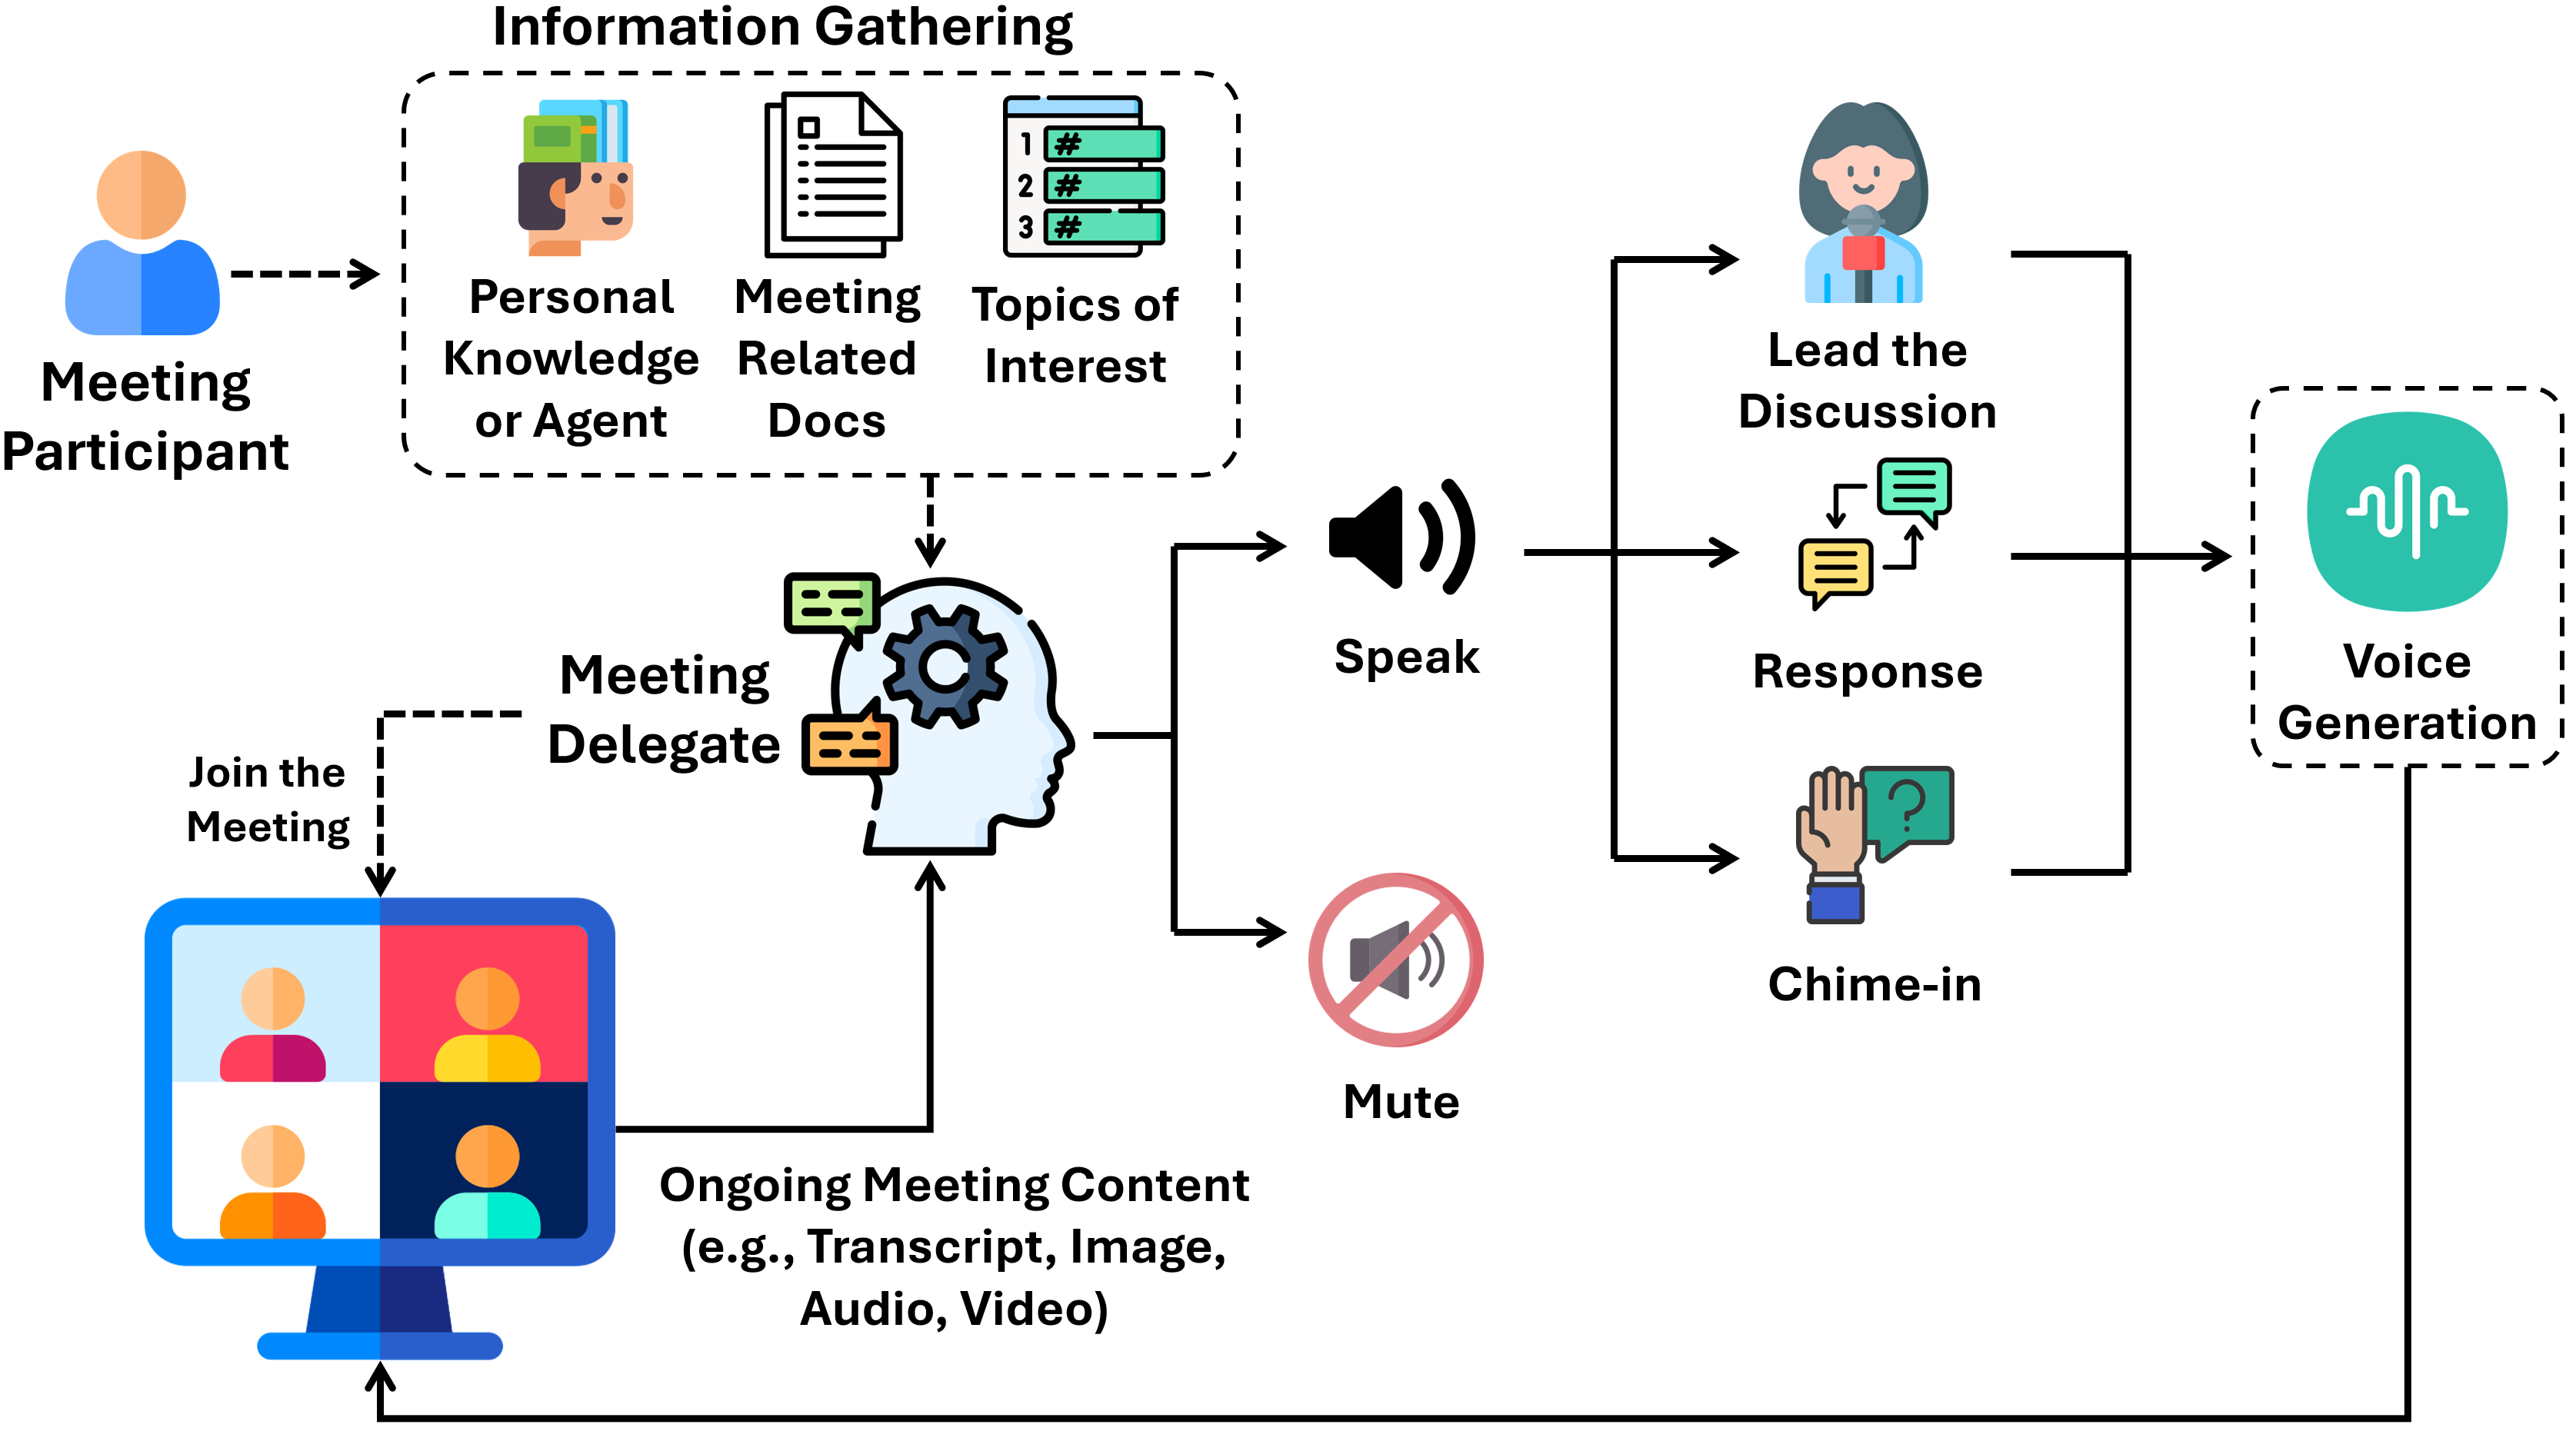 Information Gathering
1 #
2 #
3 #
Personal
Knowledge
or Agent
Meeting
Related
Docs
Topics of
Interest
Meeting
Participant
Meeting
Delegate
Join the
Meeting
Ongoing Meeting Content
(e.g., Transcript, Image,
Audio, Video)
Speak
Mute
Lead the
Discussion
Response
?
Chime-in
Voice
Generation